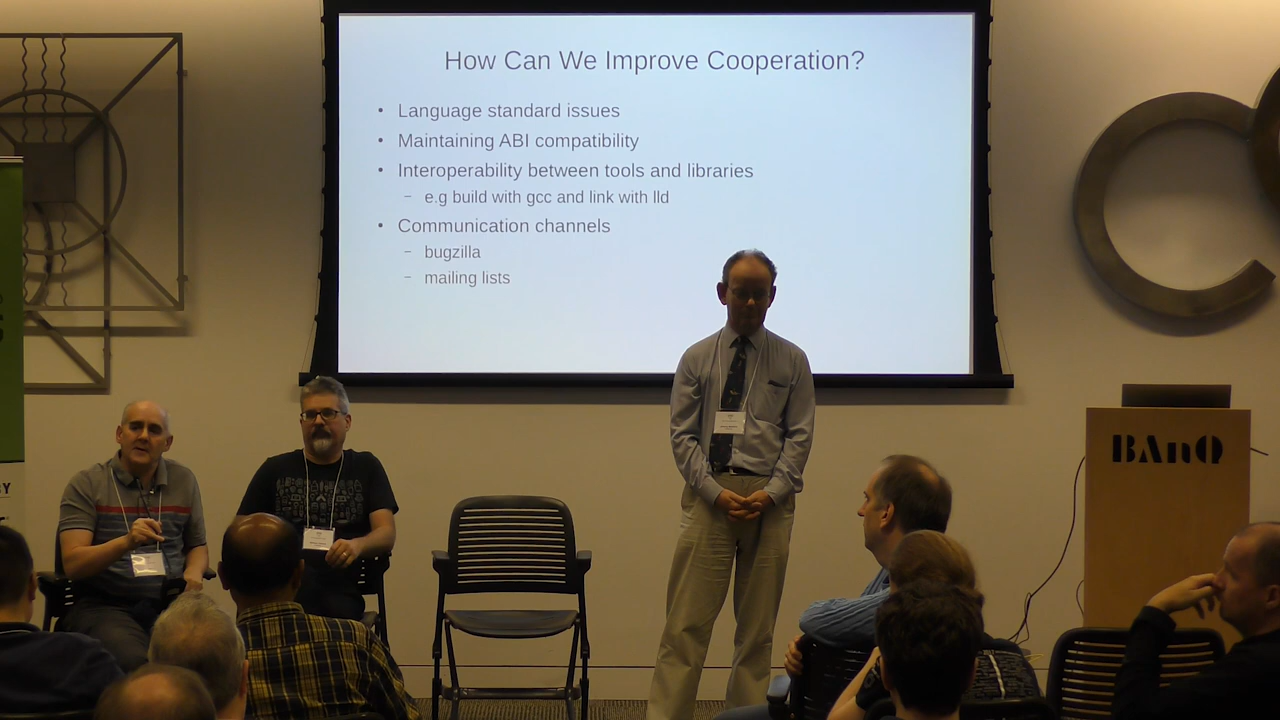 How Can We Improve Cooperation?
• Language standard issues
• Maintaining ABI compatibility
• Interoperability between tools and libraries
– e.g build with gcc and link with lld
• Communication channels
– bugzilla
– mailing lists
BAnQ